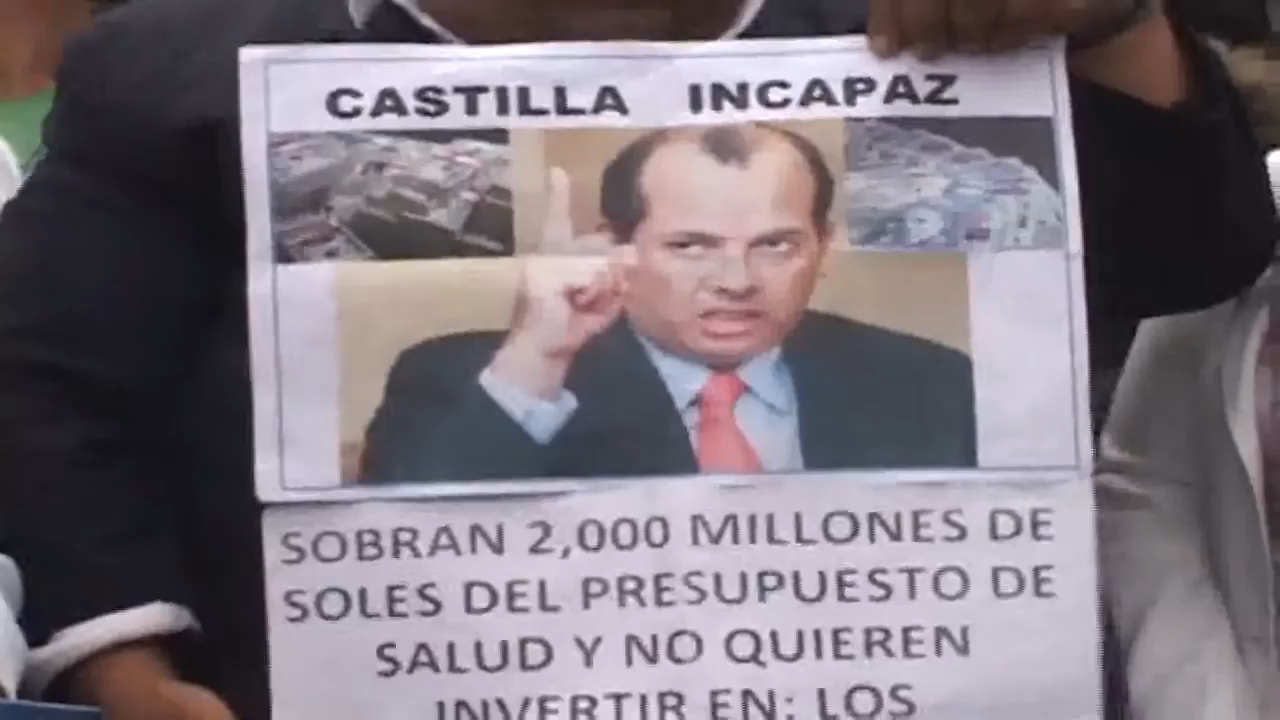 CASTILLA INCAPAZ
SOBRAN 2,000 MILLONES DE
SOLES DEL PRESUPUESTO DE
SALUD Y NO QUIEREN
INVERTIR EN: LOS